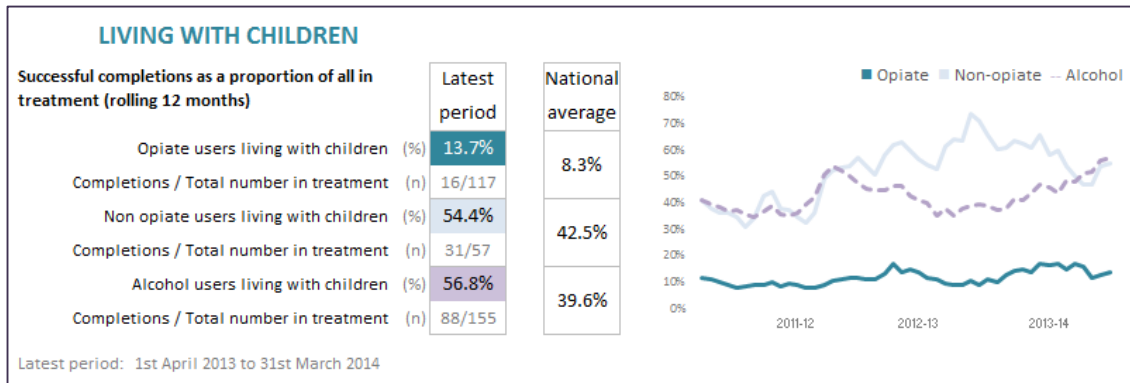 LIVING WITH CHILDREN
Successful completions as a proportion of all in
treatment (rolling 12 months)
Latest
period
National
average
Opiate users living with children (%) 13.7%
8.3%
Completions / Total number in treatment (n) 16/117
Non opiate users living with children (%) 54.4%
42.5%
Completions / Total number in treatment (n) 31/57
Alcohol users living with children (%) 56.8%
39.6%
Completions / Total number in treatment (n) 88/155
Latest period: 1st April 2013 to 31st March 2014
Opiate Non-opiate Alcohol
80%
70%
60%
50%
40%
30%
20%
10%
0%
2011-12 2012-13 2013-14